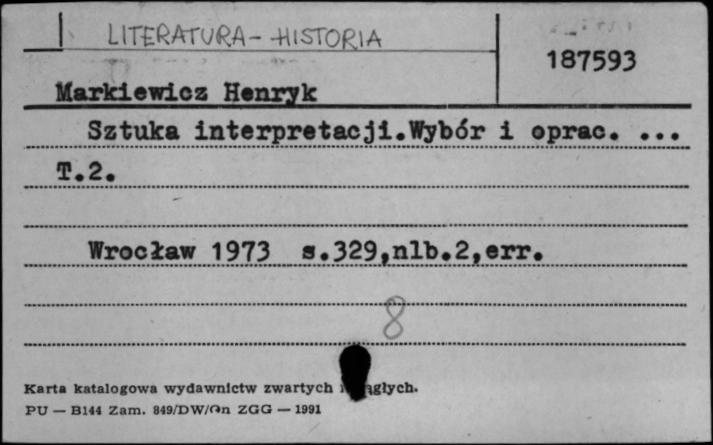 LITERATURA - HISTORIA
187593
Markiewicz Henryk
Sztuka interpretacji.Wybór i oprac. ...
T.2.
Wrocław 1973 s.329,nlb.2,err.
8
Karta katalogowa wydawnictw zwartych
PU — B144 Zam. 849/DW/On ZGG — 1991